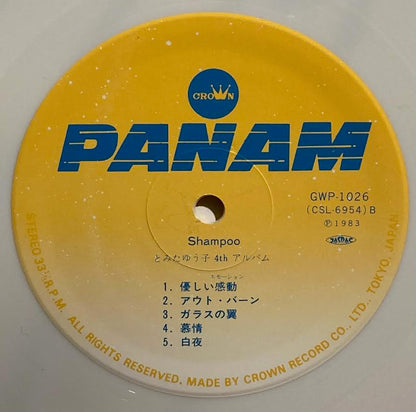 CROWN
PANAM
GWP-1026
(CSL-6954) B
Ⓟ1983
JASRAC
Shampoo
とみたゆう子 4th アルバム
エモーション
1. 優しい感動
2. アウト・バーン
3. ガラスの翼
4. 慕情
5. 白夜
STEREO 33⅓R.P.M. ALL RIGHTS RESERVED. MADE BY CROWN RECORD CO., LTD., TOKYO, JAPAN